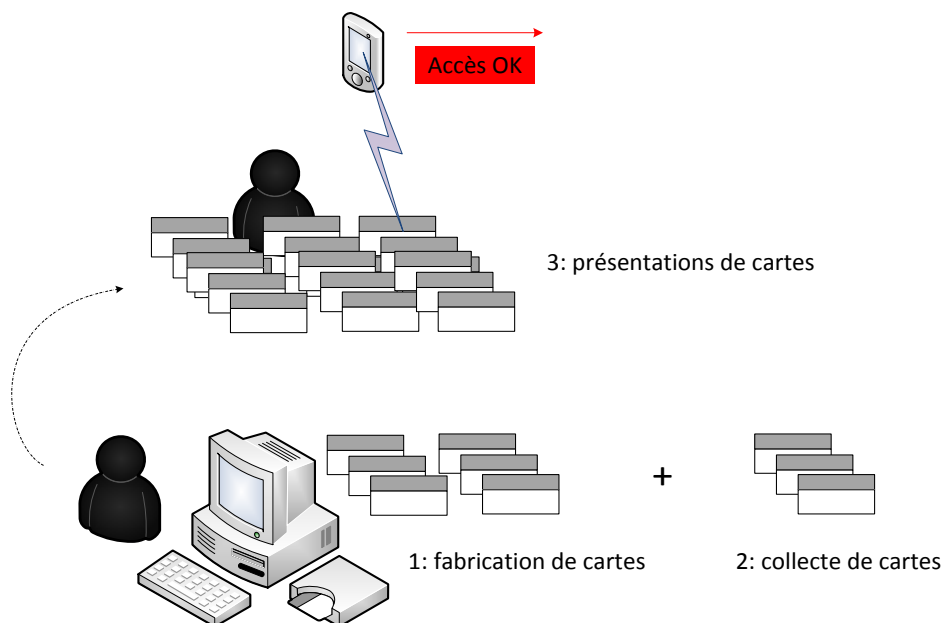 Accès OK
3: présentations de cartes
+
1: fabrication de cartes
2: collecte de cartes